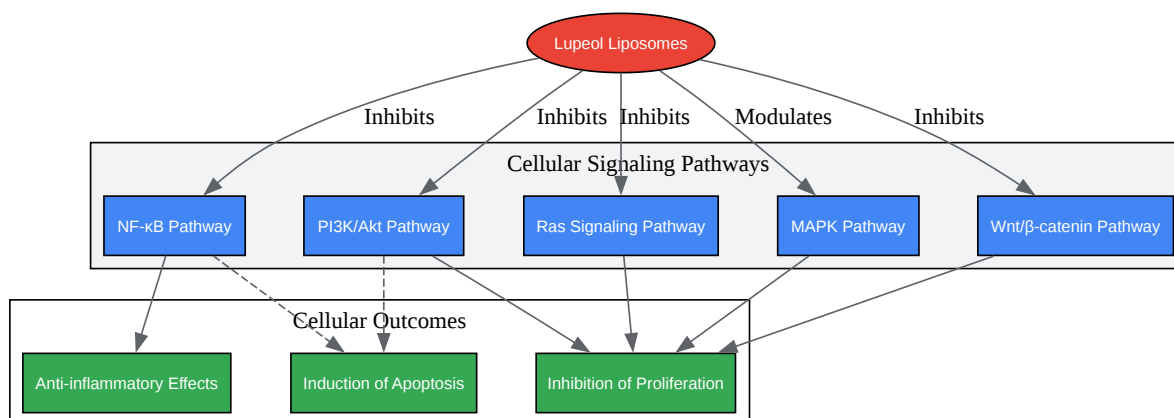 Lupeol Liposomes
Inhibits
Inhibits
Inhibits
Modulates
Inhibits
Cellular Signaling Pathways
NF-κB Pathway
PI3K/Akt Pathway
Ras Signaling Pathway
MAPK Pathway
Wnt/β-catenin Pathway
Cellular Outcomes
Anti-inflammatory Effects
Induction of Apoptosis
Inhibition of Proliferation